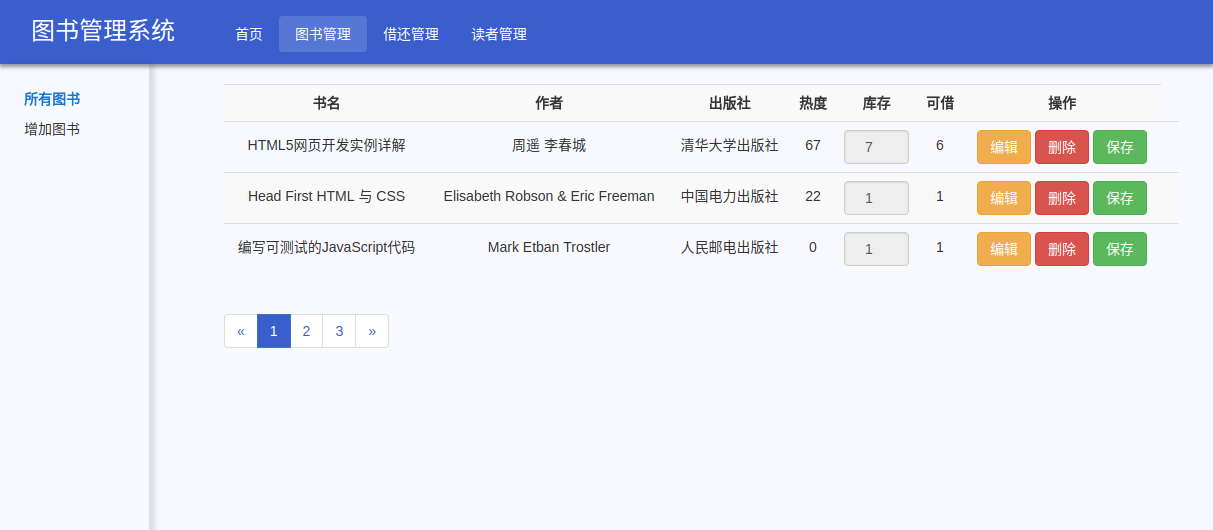 图书管理系统 首页 图书管理 借还管理 读者管理
所有图书
增加图书
书名 作者 出版社 热度 库存 可借 操作
HTML5网页开发实例详解 周遥 李春城 清华大学出版社 67 7 6 编辑 删除 保存
Head First HTML 与 CSS Elisabeth Robson & Eric Freeman 中国电力出版社 22 1 1 编辑 删除 保存
编写可测试的JavaScript代码 Mark Etban Trostler 人民邮电出版社 0 1 1 编辑 删除 保存
« 1 2 3 »